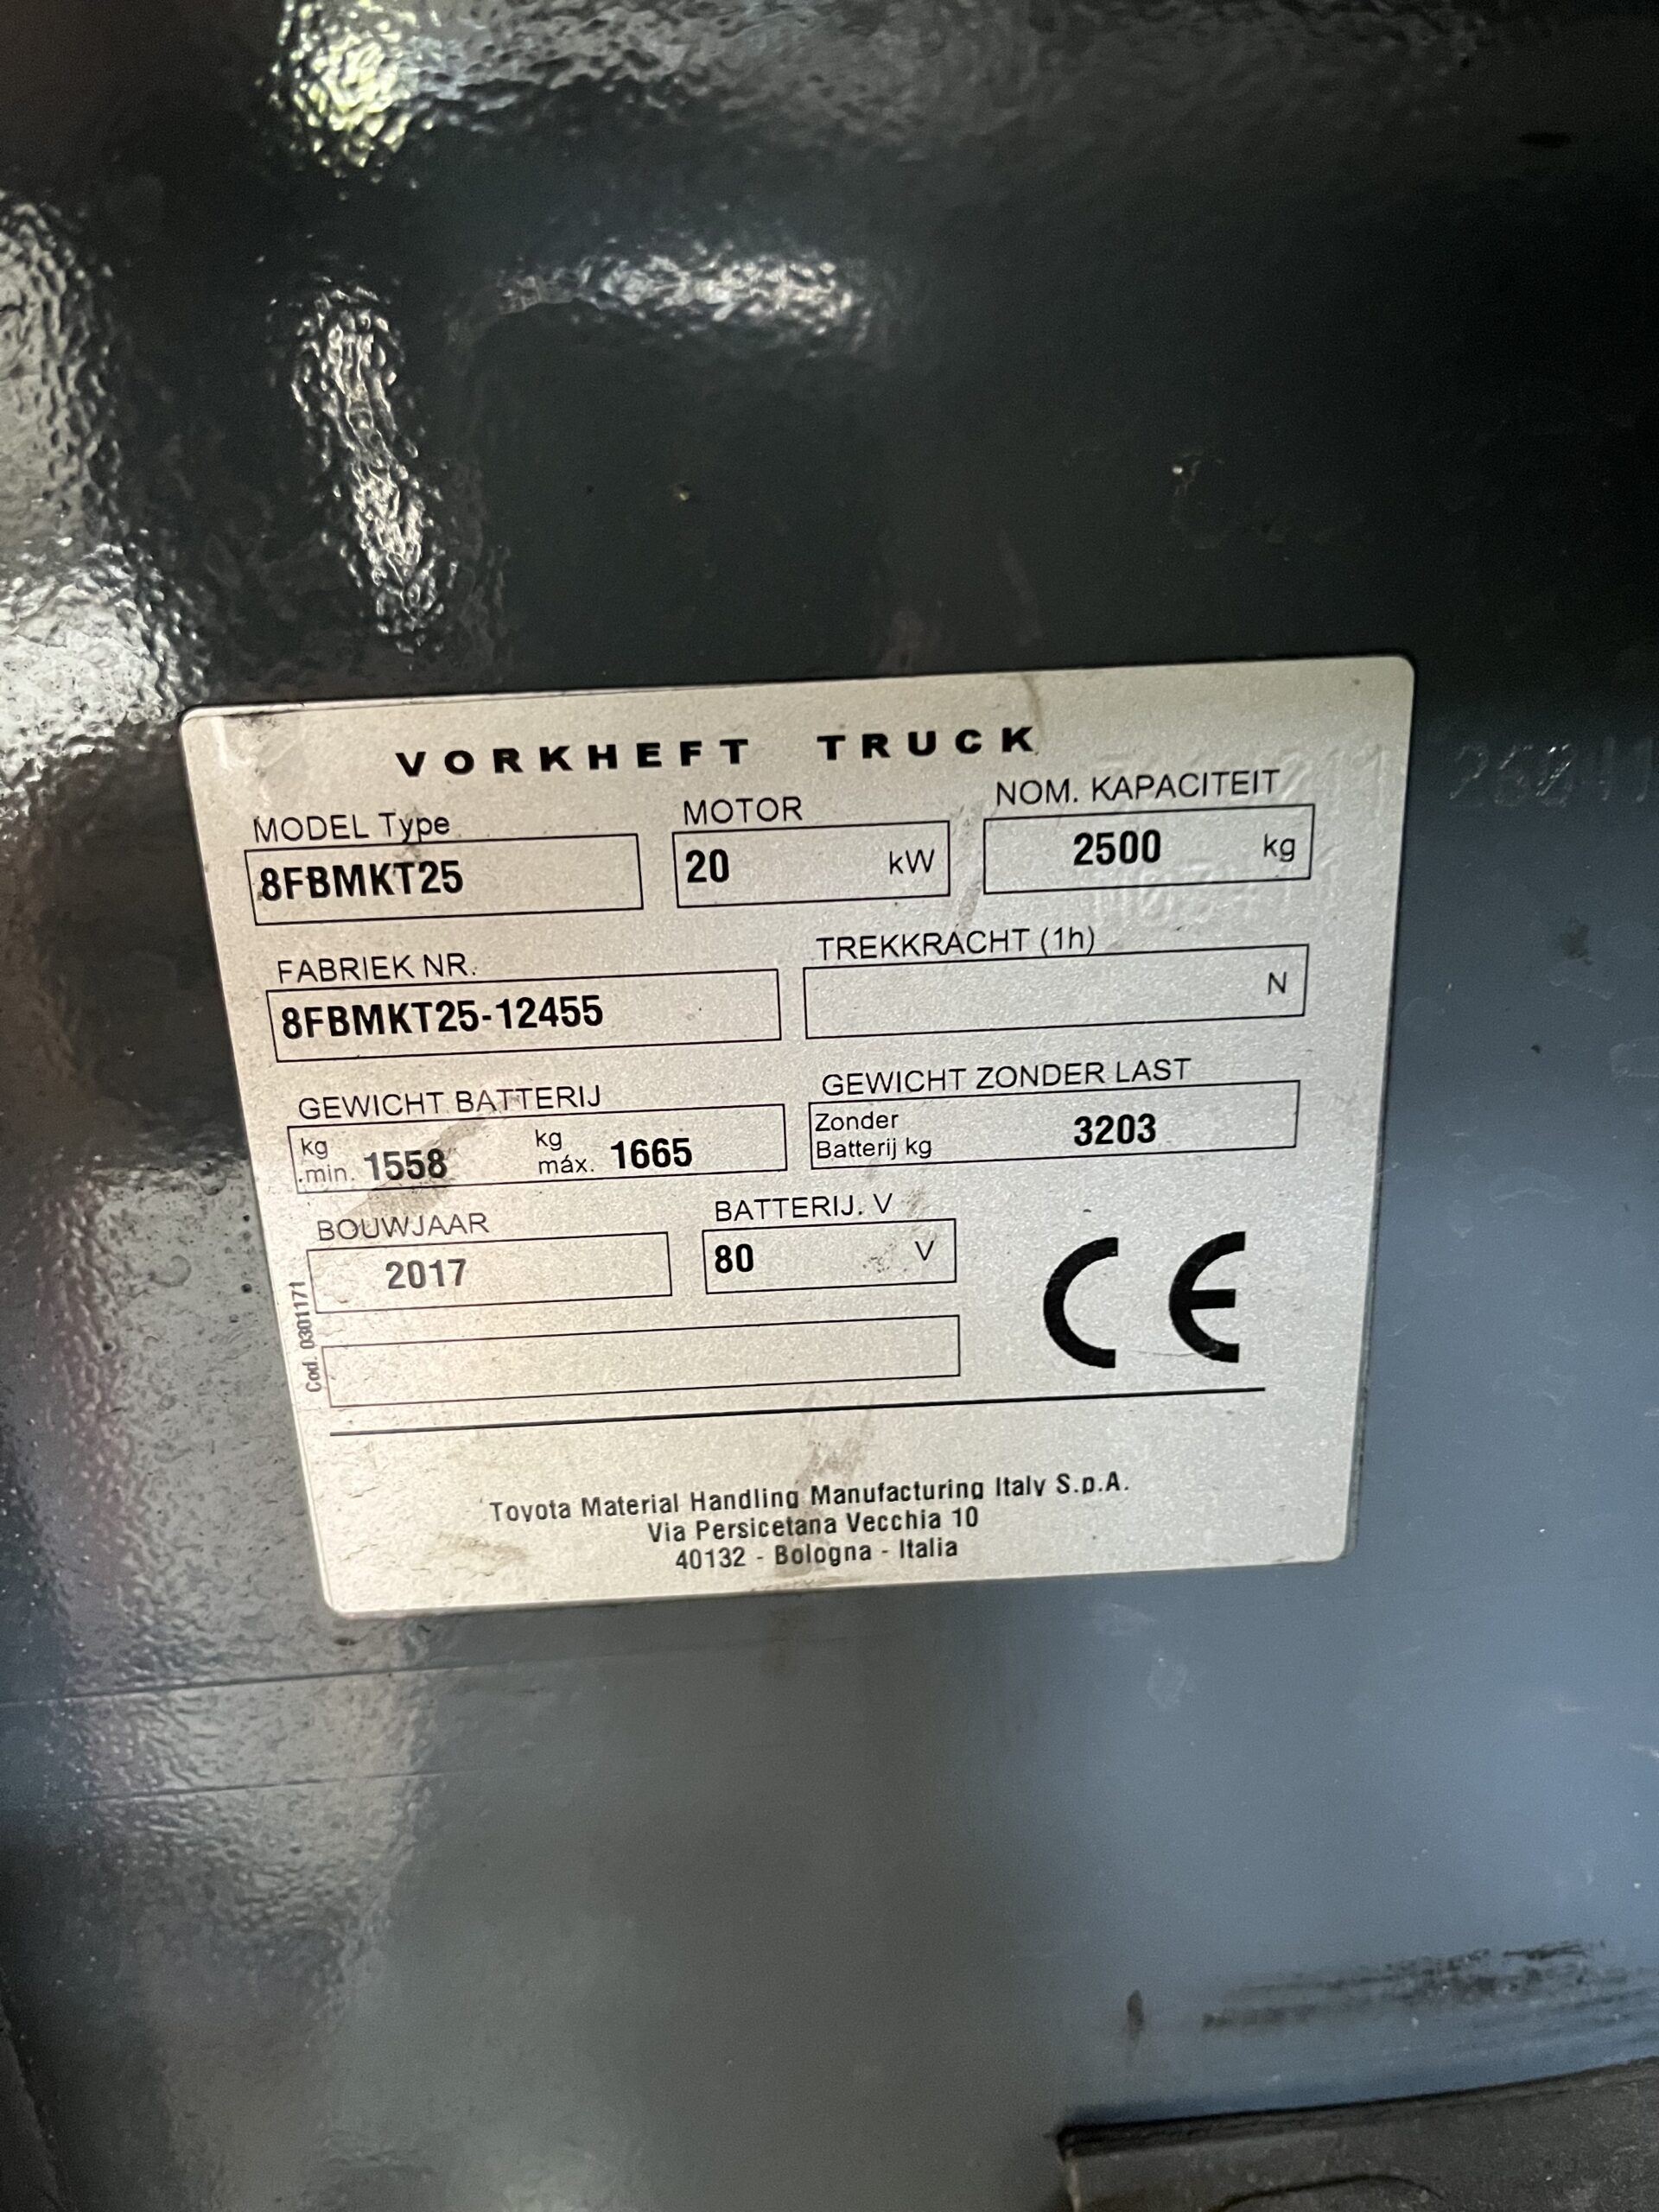 VORKHEFT TRUCK
MODEL Type MOTOR NOM. KAPACITEIT
8FBMKT25 20 kW 2500 kg
FABRIEK NR. TREKKRACHT (1h)
8FBMKT25-12455 N
GEWICHT BATTERIJ GEWICHT ZONDER LAST
kg min. 1558 kg máx. 1665 Zonder Batterij kg 3203
BOUWJAAR BATTERIJ. V
2017 80 V
CE
Cod. 0301171
Toyota Material Handling Manufacturing Italy S.p.A.
Via Persicetana Vecchia 10
40132 - Bologna - Italia